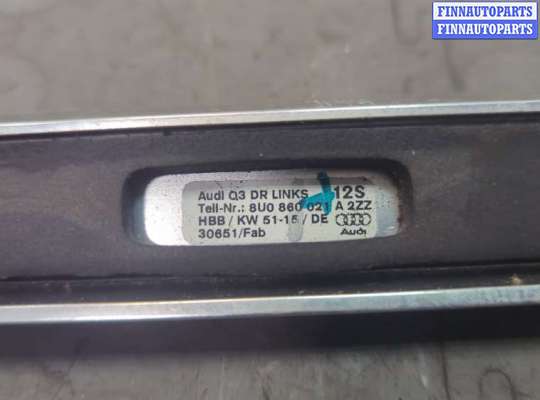 FINNAUTOPARTS
FINNAUTOPARTS
Audi Q3 DR LINKS 12S
Teil-Nr.: 8U0 860 021 A 2ZZ
HBB / KW 51-15 / DE
30651/Fab Audi